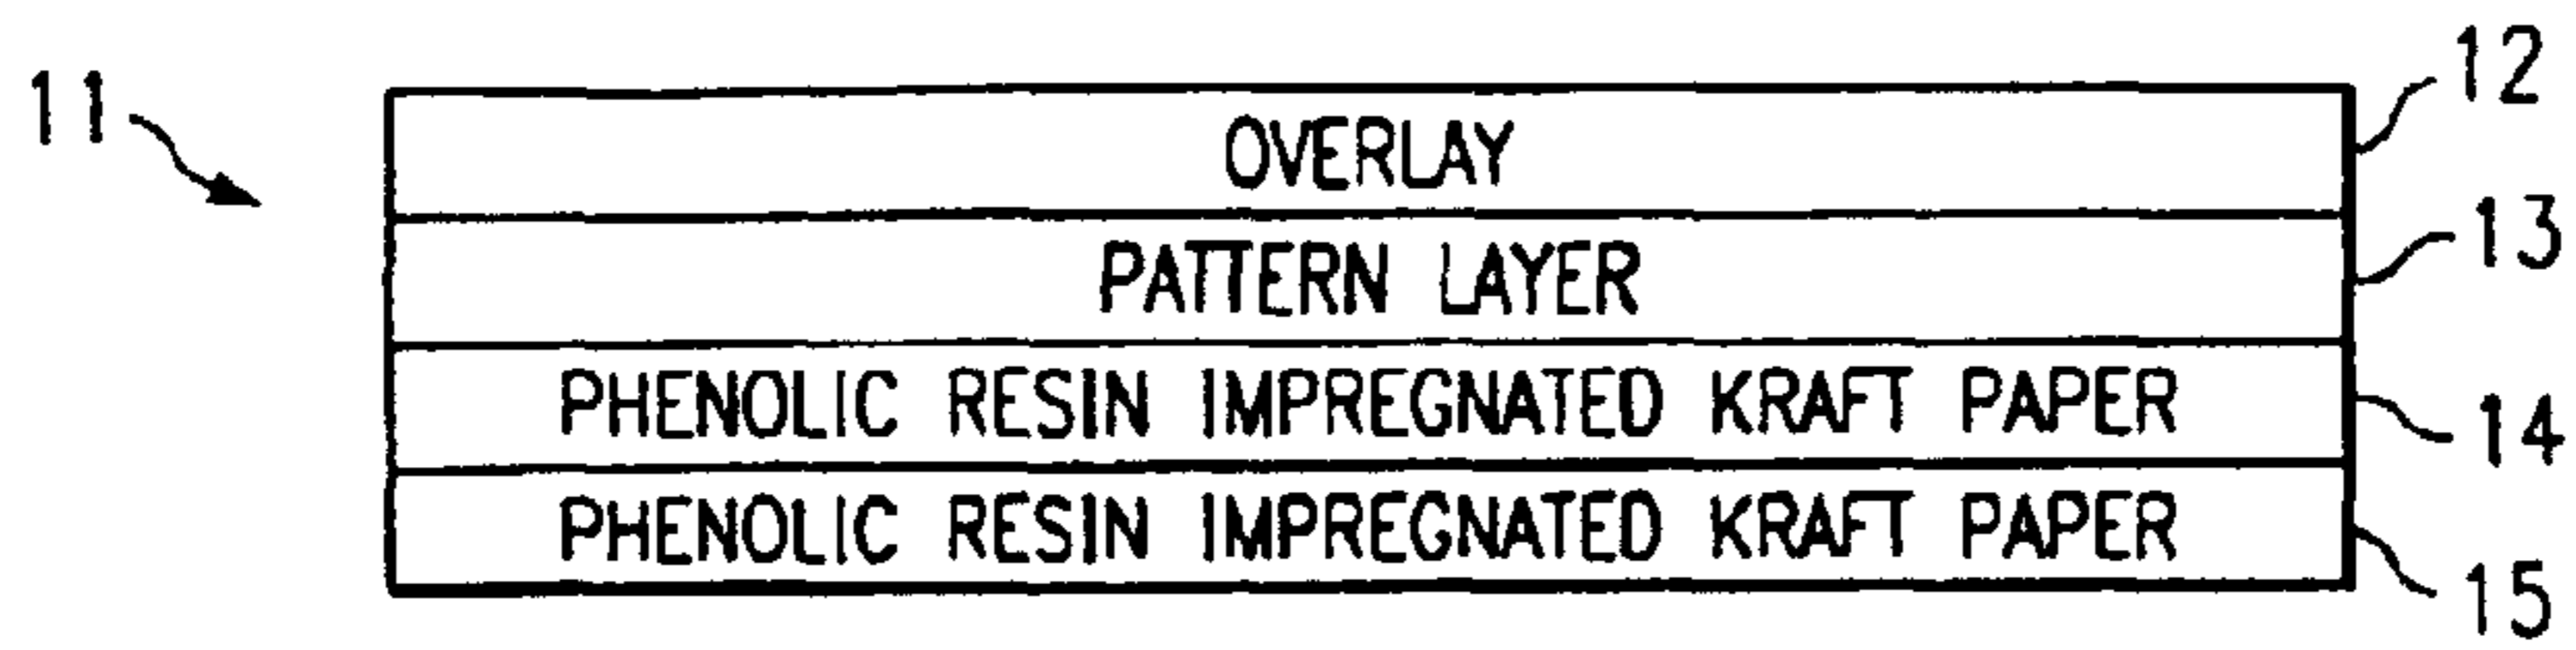 11
OVERLAY 12
PATTERN LAYER 13
PHENOLIC RESIN IMPREGNATED KRAFT PAPER 14
PHENOLIC RESIN IMPREGNATED KRAFT PAPER 15